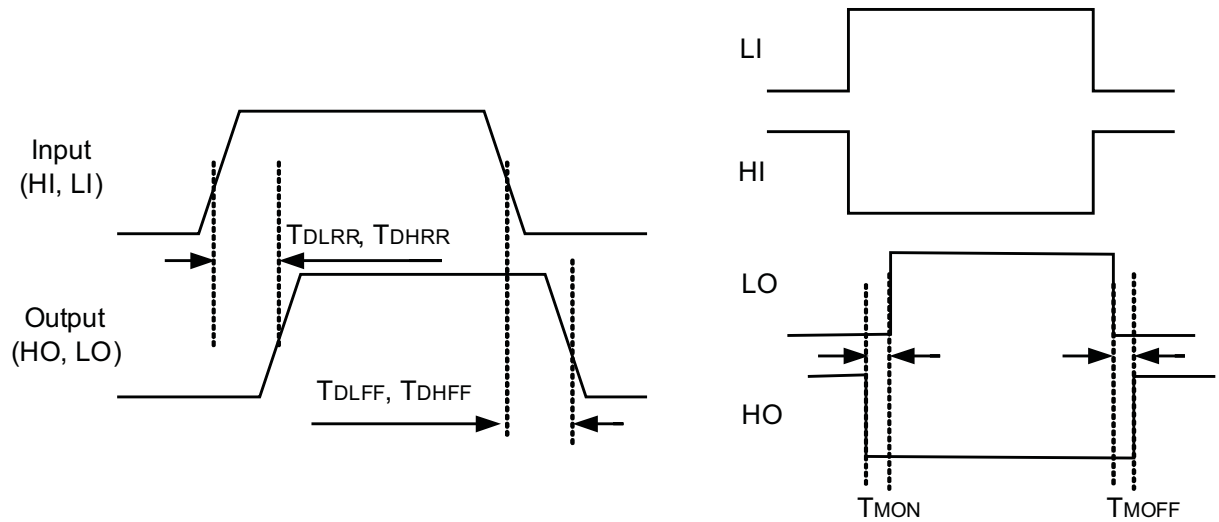 Input
(HI, LI)
TDLRR, TDHRR
Output
(HO, LO)
TDLFF, TDHFF
LI
HI
LO
HO
TMON
TMOFF